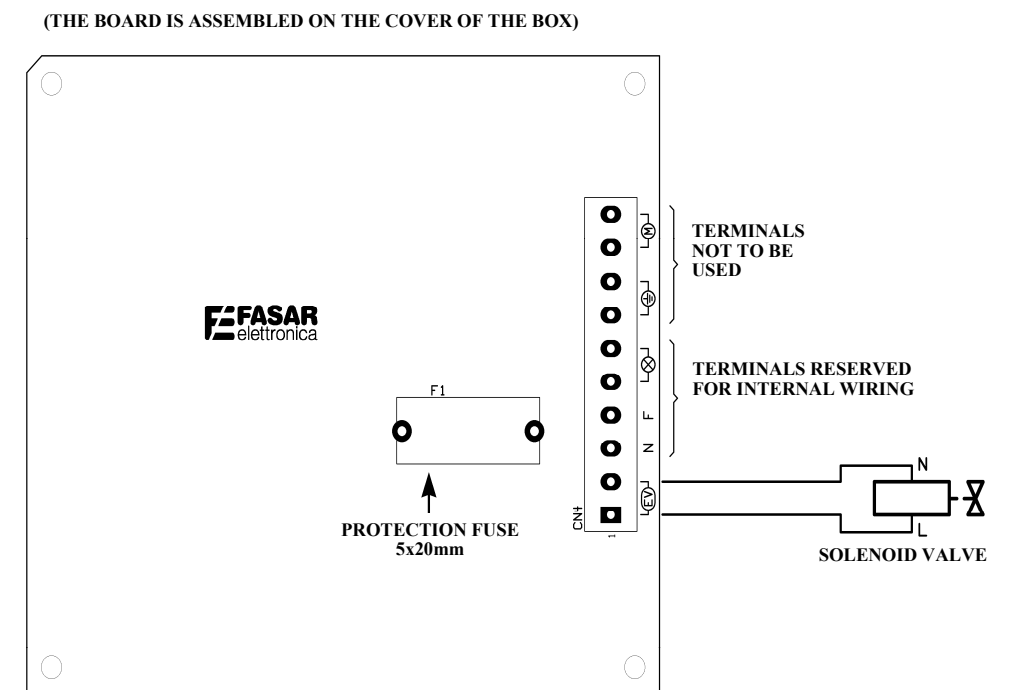 (THE BOARD IS ASSEMBLED ON THE COVER OF THE BOX)
M
TERMINALS
NOT TO BE
USED
FASAR
elettronica
TERMINALS RESERVED
FOR INTERNAL WIRING
F1
F
N
N
EV
CN1
1
L
PROTECTION FUSE
5x20mm
SOLENOID VALVE